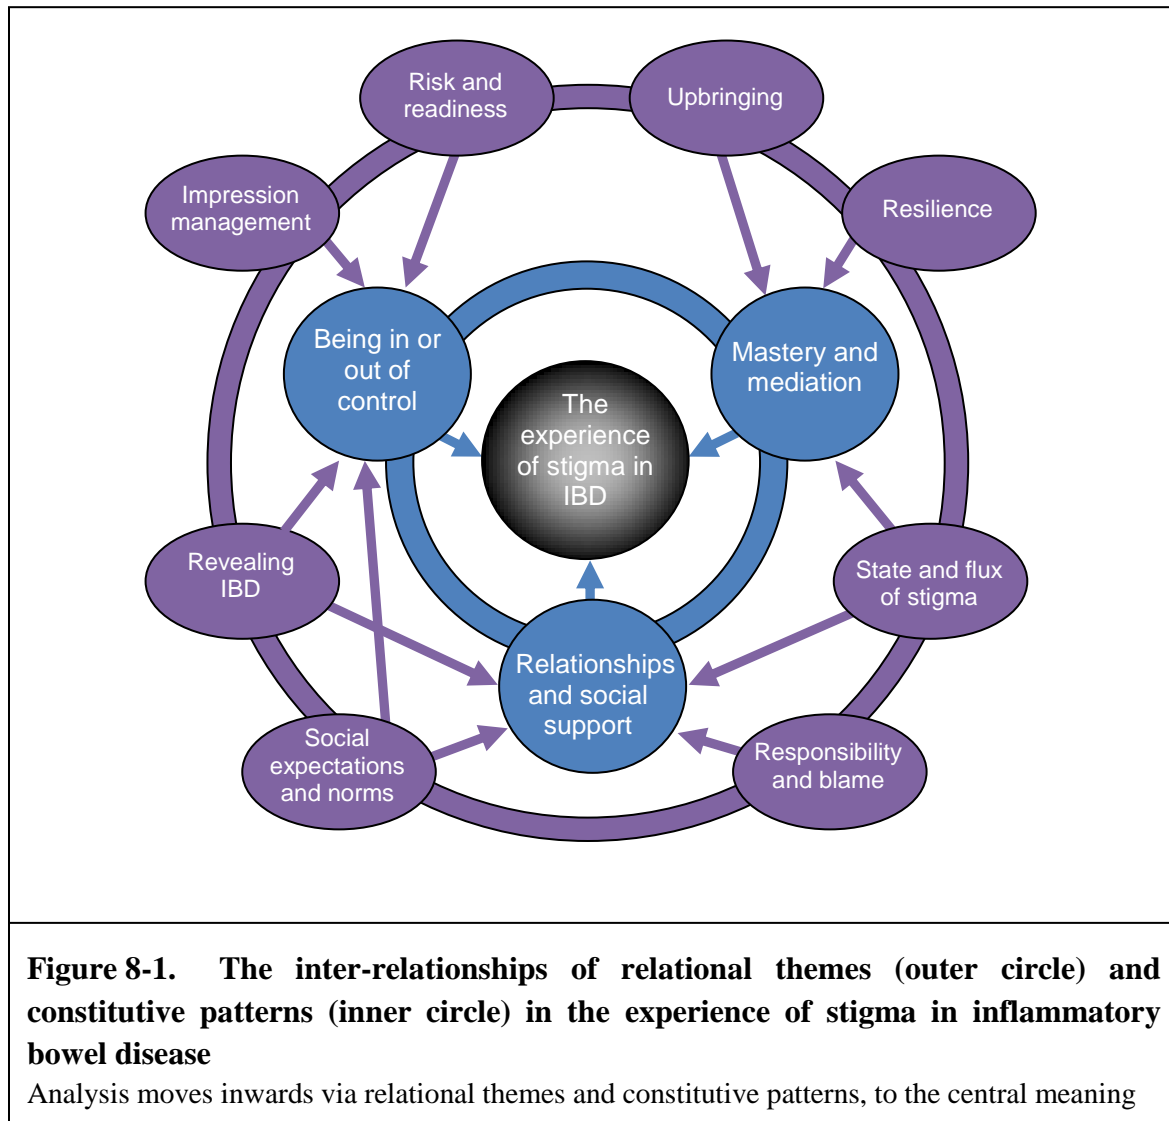 Risk and
readiness
Upbringing
Impression
management
Resilience
Being in or
out of
control
Mastery and
mediation
The
experience
of stigma in
IBD
Revealing
IBD
State and flux
of stigma
Relationships
and social
support
Social
expectations
and norms
Responsibility
and blame
Figure 8-1. The inter-relationships of relational themes (outer circle) and
constitutive patterns (inner circle) in the experience of stigma in inflammatory
bowel disease
Analysis moves inwards via relational themes and constitutive patterns, to the central meaning